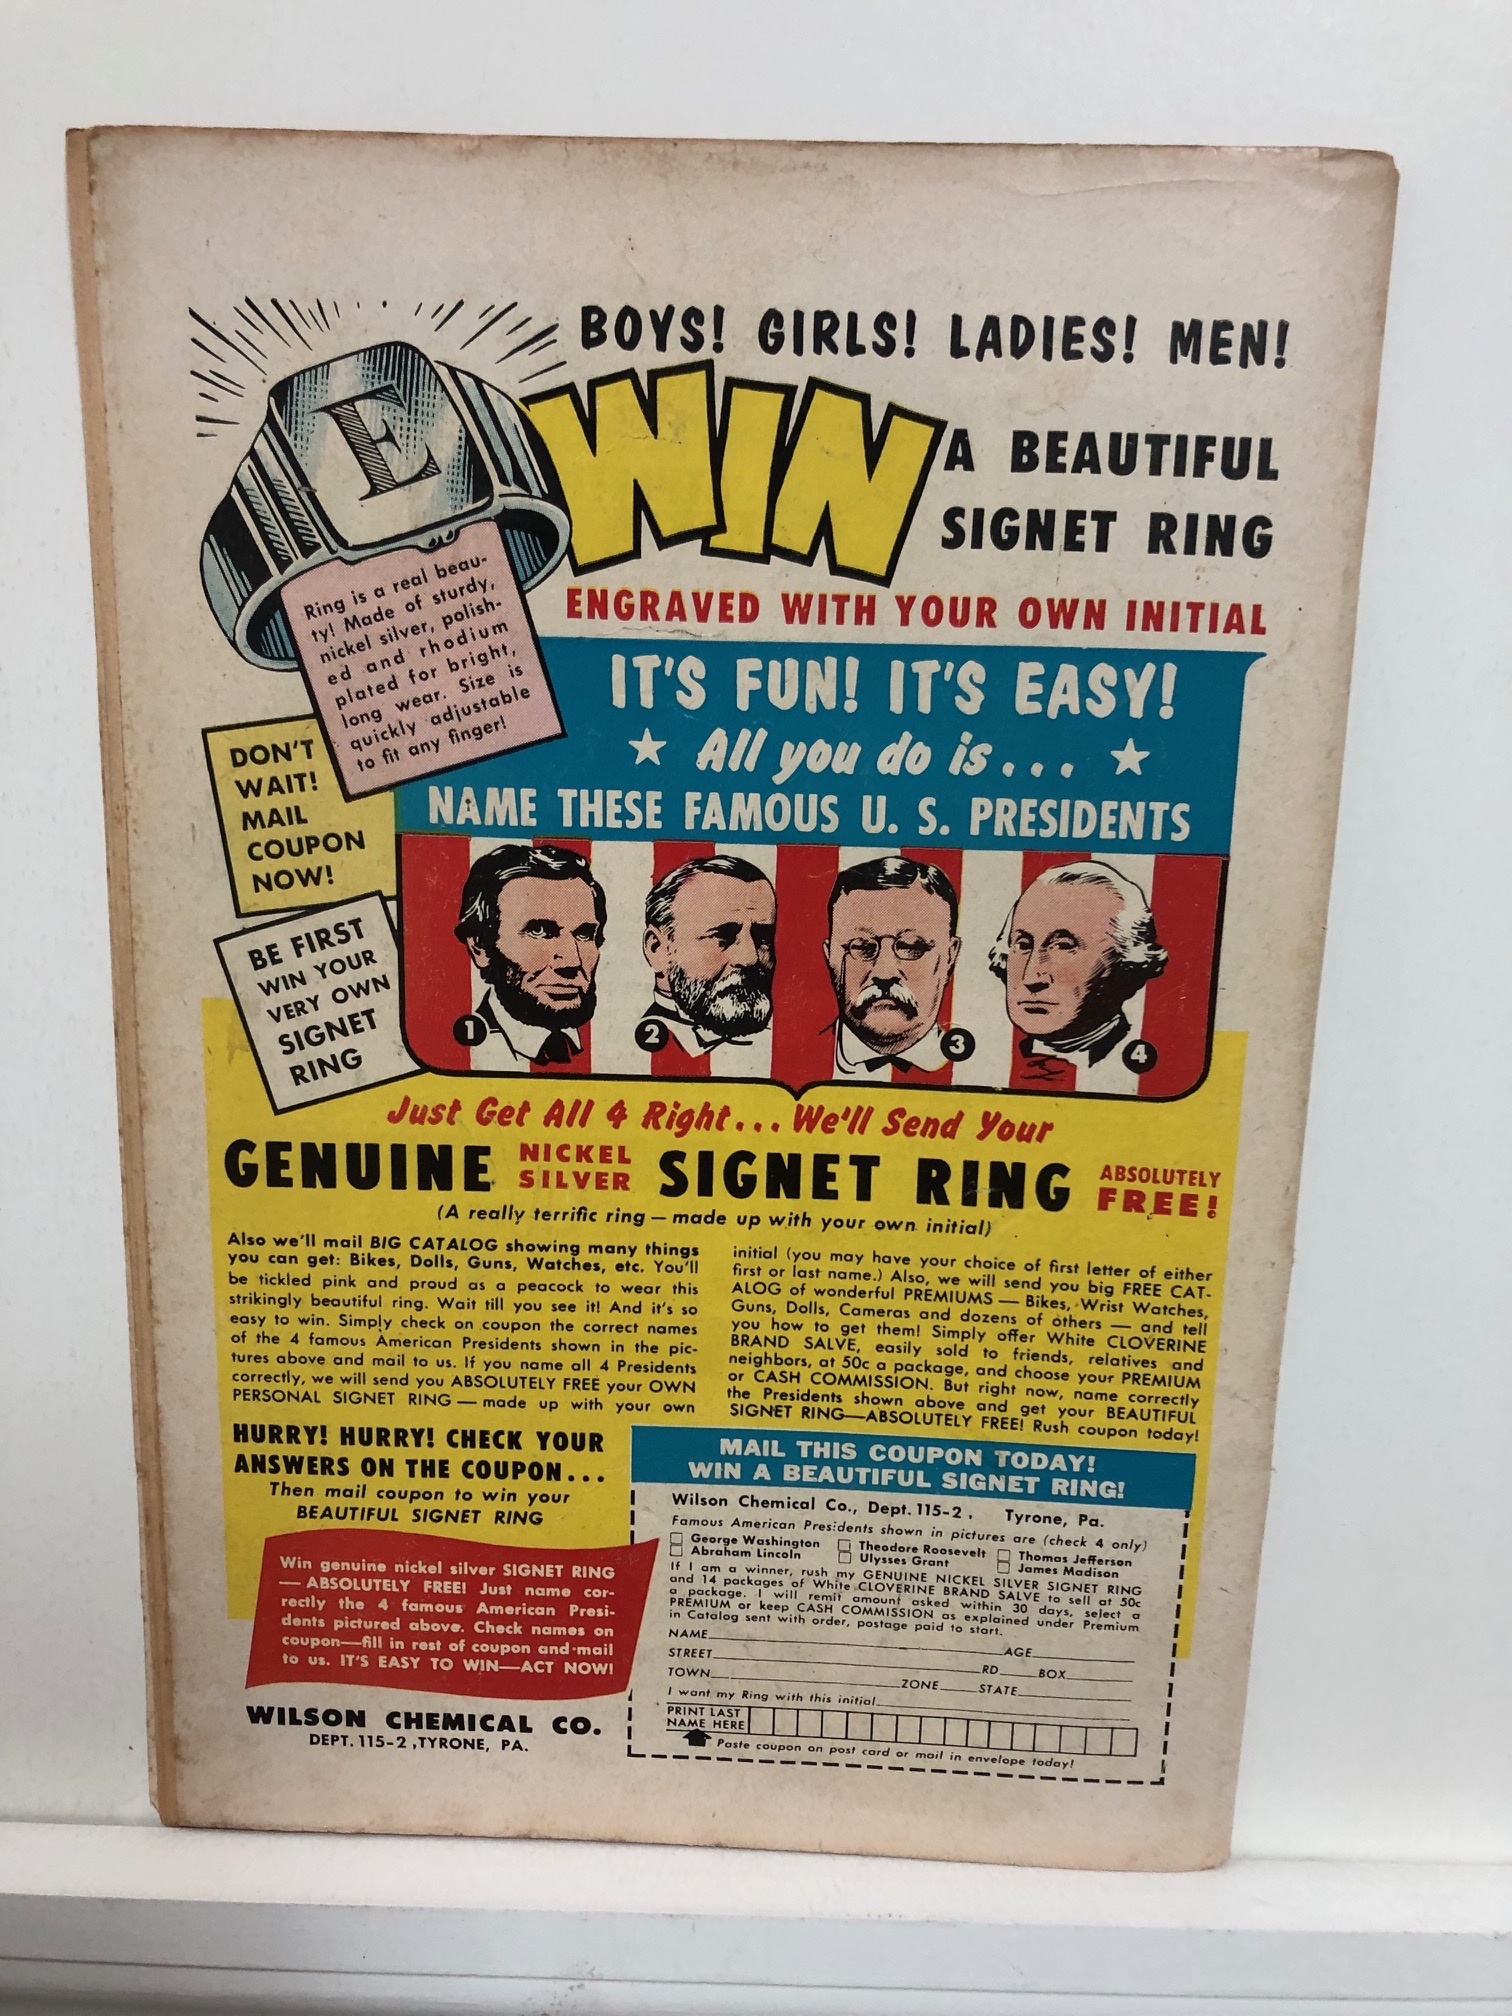 BOYS! GIRLS! LADIES! MEN!
WIN
A BEAUTIFUL
SIGNET RING
ENGRAVED WITH YOUR OWN INITIAL
E
Ring is a real beau-
ty! Made of sturdy,
nickel silver, polish-
ed and rhodium
plated for bright,
long wear. Size is
quickly adjustable
to fit any finger!
IT'S FUN! IT'S EASY!
All you do is...
NAME THESE FAMOUS U. S. PRESIDENTS
DON'T
WAIT!
MAIL
COUPON
NOW!
BE FIRST
WIN YOUR
VERY OWN
SIGNET
RING
1
2
3
4
Just Get All 4 Right... We'll Send Your
GENUINE NICKEL SILVER SIGNET RING ABSOLUTELY FREE!
(A really terrific ring — made up with your own initial)
Also we'll mail BIG CATALOG showing many things
you can get: Bikes, Dolls, Guns, Watches, etc. You'll
be tickled pink and proud as a peacock to wear this
strikingly beautiful ring. Wait till you see it! And it's so
easy to win. Simply check on coupon the correct names
of the 4 famous American Presidents shown in the pic-
tures above and mail to us. If you name all 4 Presidents
correctly, we will send you ABSOLUTELY FREE your OWN
PERSONAL SIGNET RING — made up with your own
initial (you may have your choice of first letter of either
first or last name.) Also, we will send you big FREE CAT-
ALOG of wonderful PREMIUMS — Bikes, Wrist Watches,
Guns, Dolls, Cameras and dozens of others — and tell
you how to get them! Simply offer White CLOVERINE
BRAND SALVE, easily sold to friends, relatives and
neighbors, at 50c a package, and choose your PREMIUM
or CASH COMMISSION. But right now, name correctly
the Presidents shown above and get your BEAUTIFUL
SIGNET RING—ABSOLUTELY FREE! Rush coupon today!
HURRY! HURRY! CHECK YOUR
ANSWERS ON THE COUPON...
Then mail coupon to win your
BEAUTIFUL SIGNET RING
Win genuine nickel silver SIGNET RING
— ABSOLUTELY FREE! Just name cor-
rectly the 4 famous American Presi-
dents pictured above. Check names on
coupon—fill in rest of coupon and mail
to us. IT'S EASY TO WIN—ACT NOW!
WILSON CHEMICAL CO.
DEPT. 115-2, TYRONE, PA.
MAIL THIS COUPON TODAY!
WIN A BEAUTIFUL SIGNET RING!
Wilson Chemical Co., Dept. 115-2, Tyrone, Pa.
Famous American Presidents shown in pictures are (check 4 only)
George Washington Theodore Roosevelt Thomas Jefferson
Abraham Lincoln Ulysses Grant James Madison
If I am a winner, rush my GENUINE NICKEL SILVER SIGNET RING
and 14 packages of White CLOVERINE BRAND SALVE to sell at 50c
a package. I will remit amount asked within 30 days, select a
PREMIUM or keep CASH COMMISSION as explained under Premium
in Catalog sent with order, postage paid to start.
NAME AGE
STREET RD BOX
TOWN ZONE STATE
I want my Ring with this initial
PRINT LAST
NAME HERE
Paste coupon on post card or mail in envelope today!